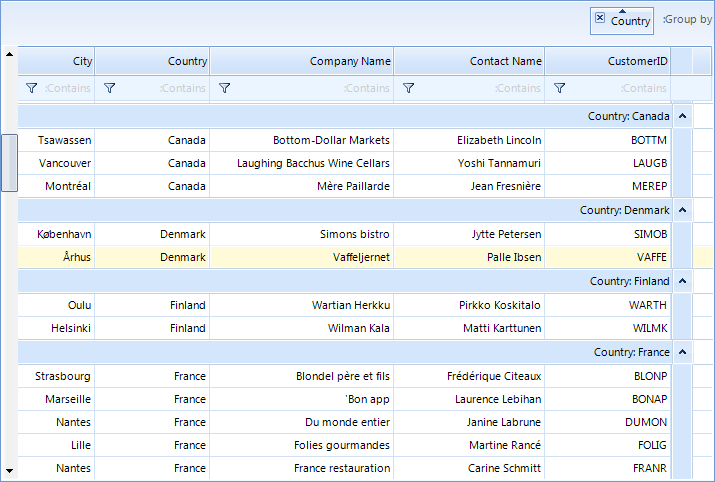 Country :Group by
City Country Company Name Contact Name CustomerID
:Contains :Contains :Contains :Contains :Contains
Country: Canada
Tsawassen Canada Bottom-Dollar Markets Elizabeth Lincoln BOTTM
Vancouver Canada Laughing Bacchus Wine Cellars Yoshi Tannamuri LAUGB
Montréal Canada Mère Paillarde Jean Fresnière MEREP
Country: Denmark
København Denmark Simons bistro Jytte Petersen SIMOB
Århus Denmark Vaffeljernet Palle Ibsen VAFFE
Country: Finland
Oulu Finland Wartian Herkku Pirkko Koskitalo WARTH
Helsinki Finland Wilman Kala Matti Karttunen WILMK
Country: France
Strasbourg France Blondel père et fils Frédérique Citeaux BLONP
Marseille France 'Bon app Laurence Lebihan BONAP
Nantes France Du monde entier Janine Labrune DUMON
Lille France Folies gourmandes Martine Rancé FOLIG
Nantes France France restauration Carine Schmitt FRANR